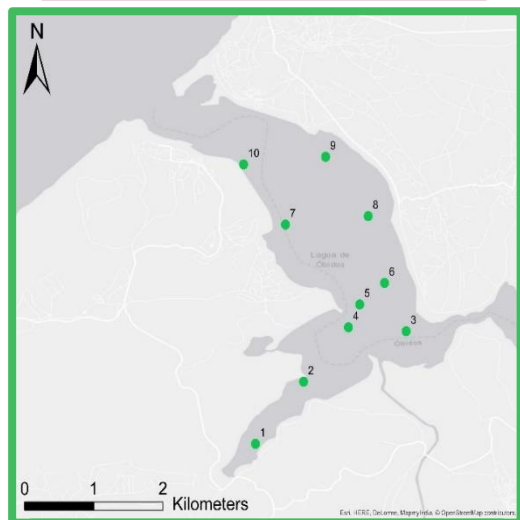 N
10
9
8
7
Lagoa de
Óbidos
6
5
4
3
2
1
0 1 2
Kilometers
Esri, HERE, DeLorme, MapmyIndia, © OpenStreetMap contributors